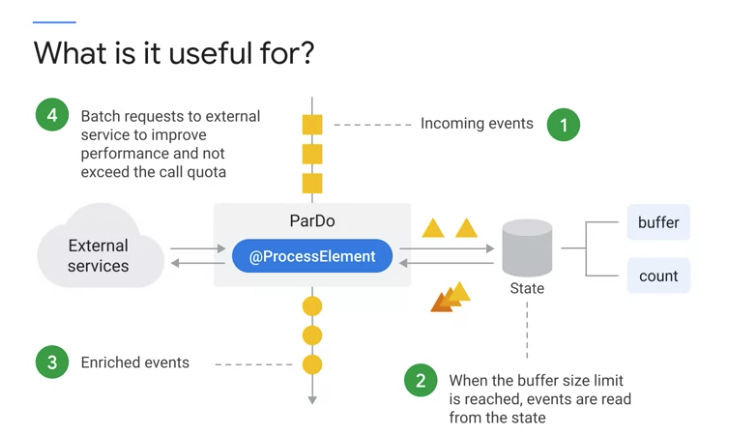 What is it useful for?
4
Batch requests to external
service to improve
performance and not
exceed the call quota
Incoming events
1
ParDo
@ProcessElement
External
services
State
buffer
count
3
Enriched events
2
When the buffer size limit
is reached, events are read
from the state